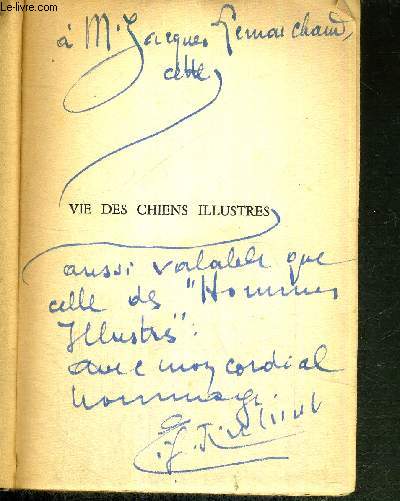 Le-livre.com
à Mr Jacques Lemarchand,
cette
VIE DES CHIENS ILLUSTRES
aussi valable que
celle des "Hommes
Illustres".
avec mon cordial
hommage.